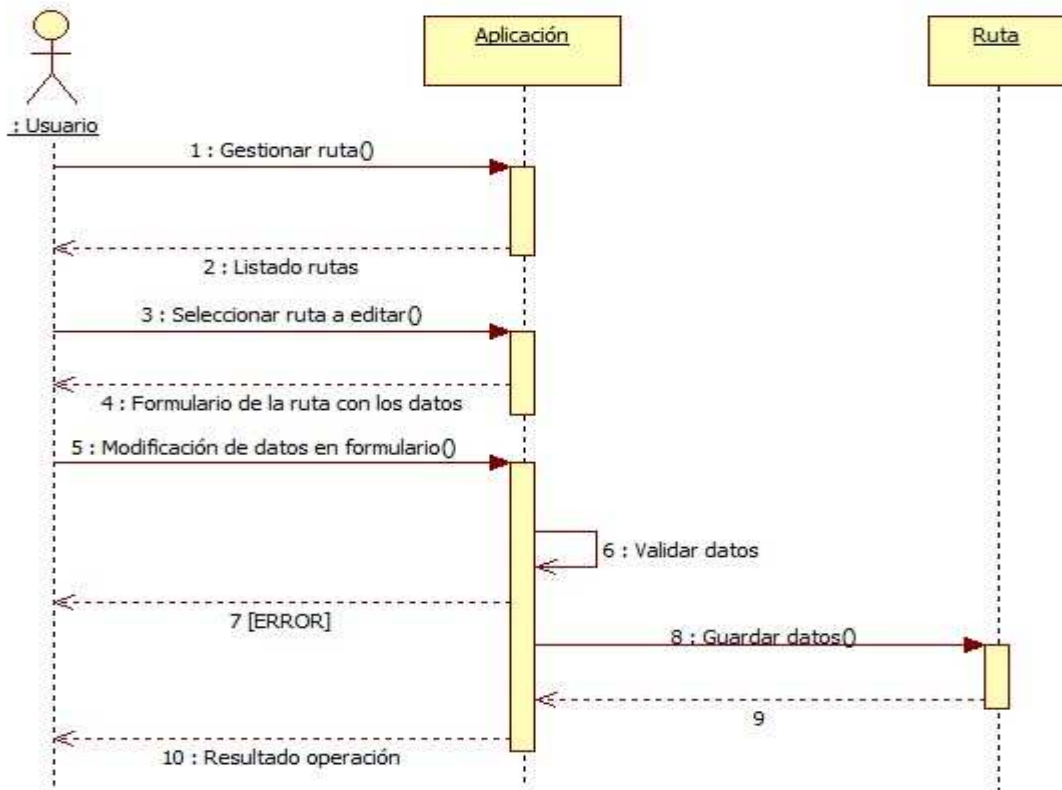 Aplicación
Ruta
: Usuario
1 : Gestionar ruta()
2 : Listado rutas
3 : Seleccionar ruta a editar()
4 : Formulario de la ruta con los datos
5 : Modificación de datos en formulario()
6 : Validar datos
7 [ERROR]
8 : Guardar datos()
9
10 : Resultado operación